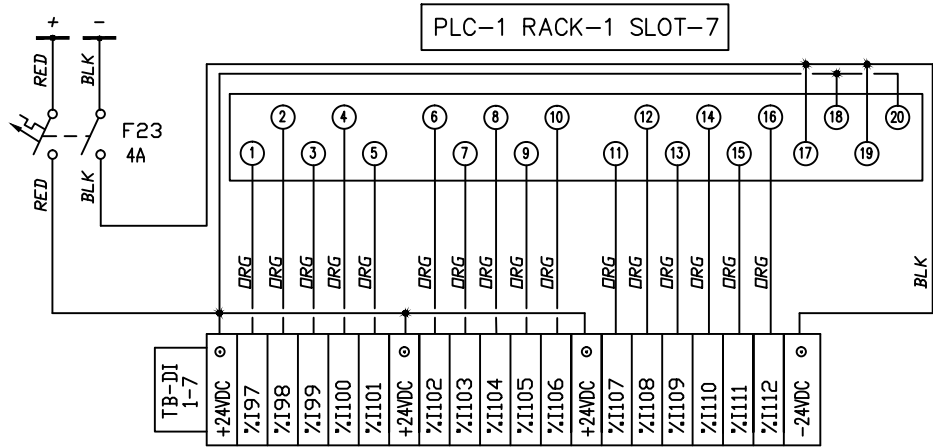 PLC-1 RACK-1 SLOT-7
+ -
RED BLK
F23
4A
RED BLK
2 4 6 8 10 12 14 16 18 20
1 3 5 7 9 11 13 15 17 19
ORG ORG ORG ORG ORG ORG ORG ORG ORG ORG ORG ORG ORG ORG ORG ORG BLK
TB-DI
1-7
+24VDC
%I97
%I98
%I99
%I100
%I101
+24VDC
%I102
%I103
%I104
%I105
%I106
+24VDC
%I107
%I108
%I109
%I110
%I111
%I112
-24VDC